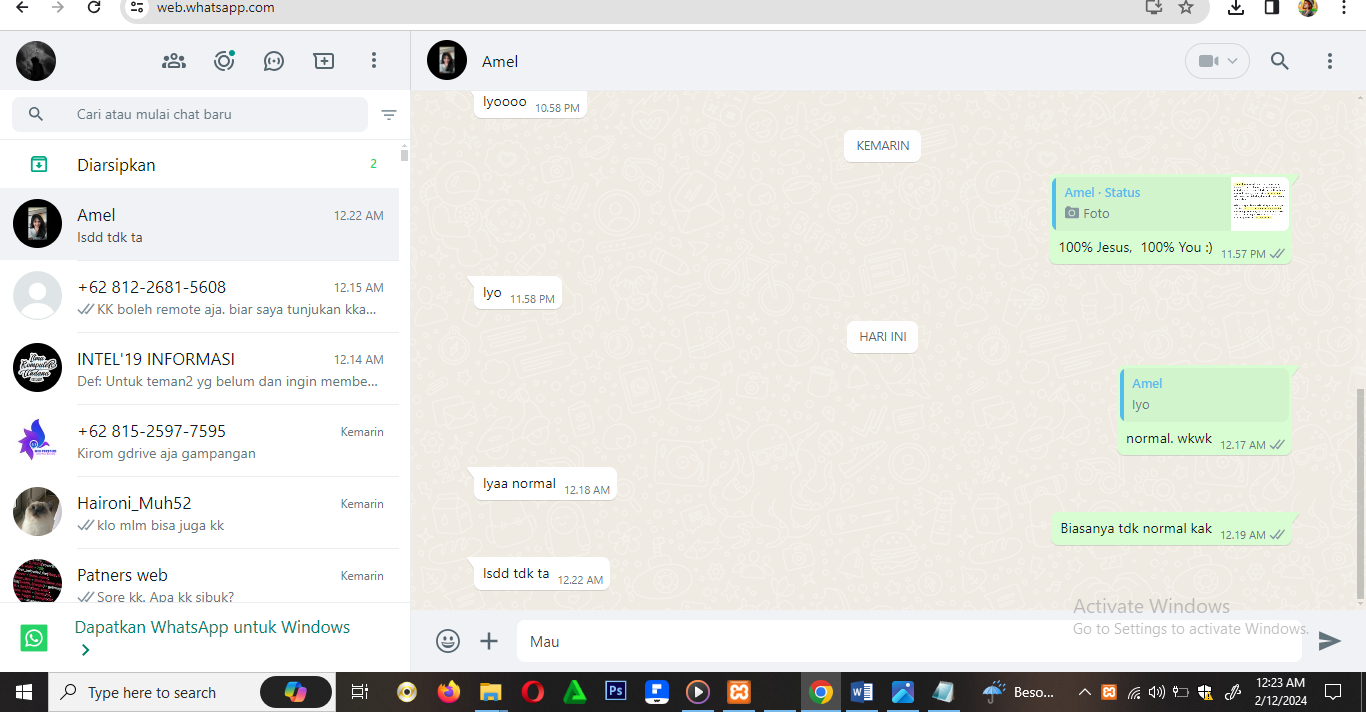 web.whatsapp.com
Amel
Cari atau mulai chat baru
Diarsipkan
2
Amel
12.22 AM
Isdd tdk ta
+62 812-2681-5608
12.15 AM
KK boleh remote aja. biar saya tunjukan kka...
INTEL'19 INFORMASI
12.14 AM
Def: Untuk teman2 yg belum dan ingin membe...
+62 815-2597-7595
Kemarin
Kirom gdrive aja gampangan
Haironi_Muh52
Kemarin
klo mlm bisa juga kk
Patners web
Kemarin
Sore kk. Apa kk sibuk?
Dapatkan WhatsApp untuk Windows
Iyoooo
10.58 PM
KEMARIN
Amel · Status
Foto
100% Jesus, 100% You :)
11.57 PM
Iyo
11.58 PM
HARI INI
Amel
Iyo
normal. wkwk
12.17 AM
Iyaa normal
12.18 AM
Biasanya tdk normal kak
12.19 AM
Isdd tdk ta
12.22 AM
Activate Windows
Go to Settings to activate Windows.
Mau
Type here to search
Ps
Beso...
12:23 AM
2/12/2024